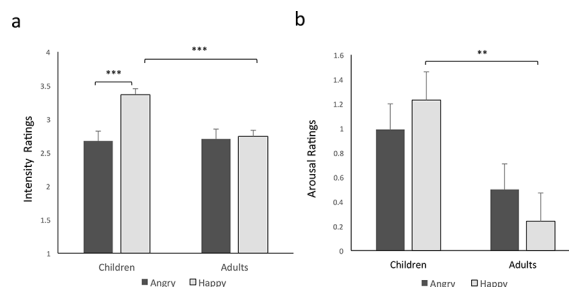 a
***
***
4
3.5
3
2.5
2
1.5
1
Intensity Ratings
Children
Adults
Angry
Happy
b
**
1.6
1.4
1.2
1
0.8
0.6
0.4
0.2
0
Arousal Ratings
Children
Adults
Angry
Happy